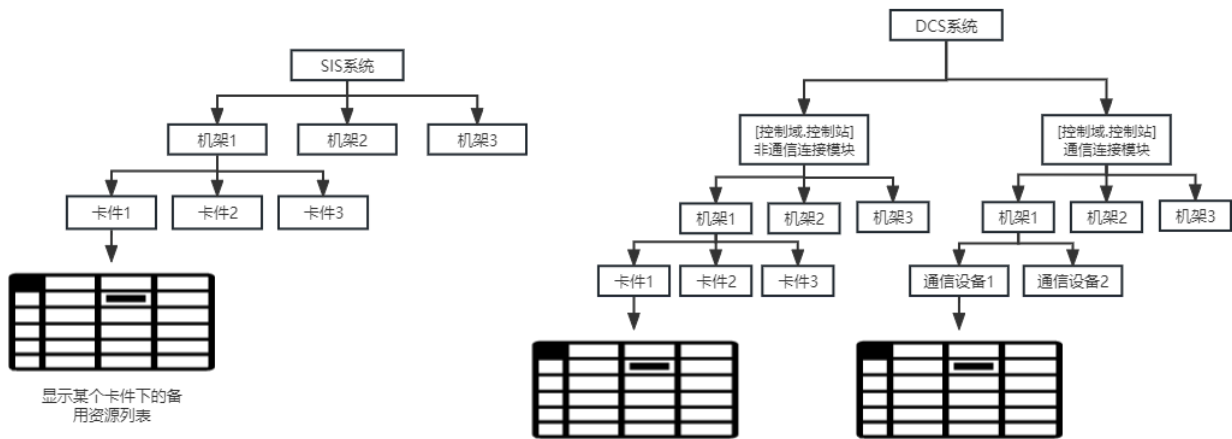 SIS系统
机架1
机架2
机架3
卡件1
卡件2
卡件3
显示某个卡件下的备
用资源列表
DCS系统
[控制域.控制站]
非通信连接模块
[控制域.控制站]
通信连接模块
机架1
机架2
机架3
机架1
机架2
机架3
卡件1
卡件2
卡件3
通信设备1
通信设备2